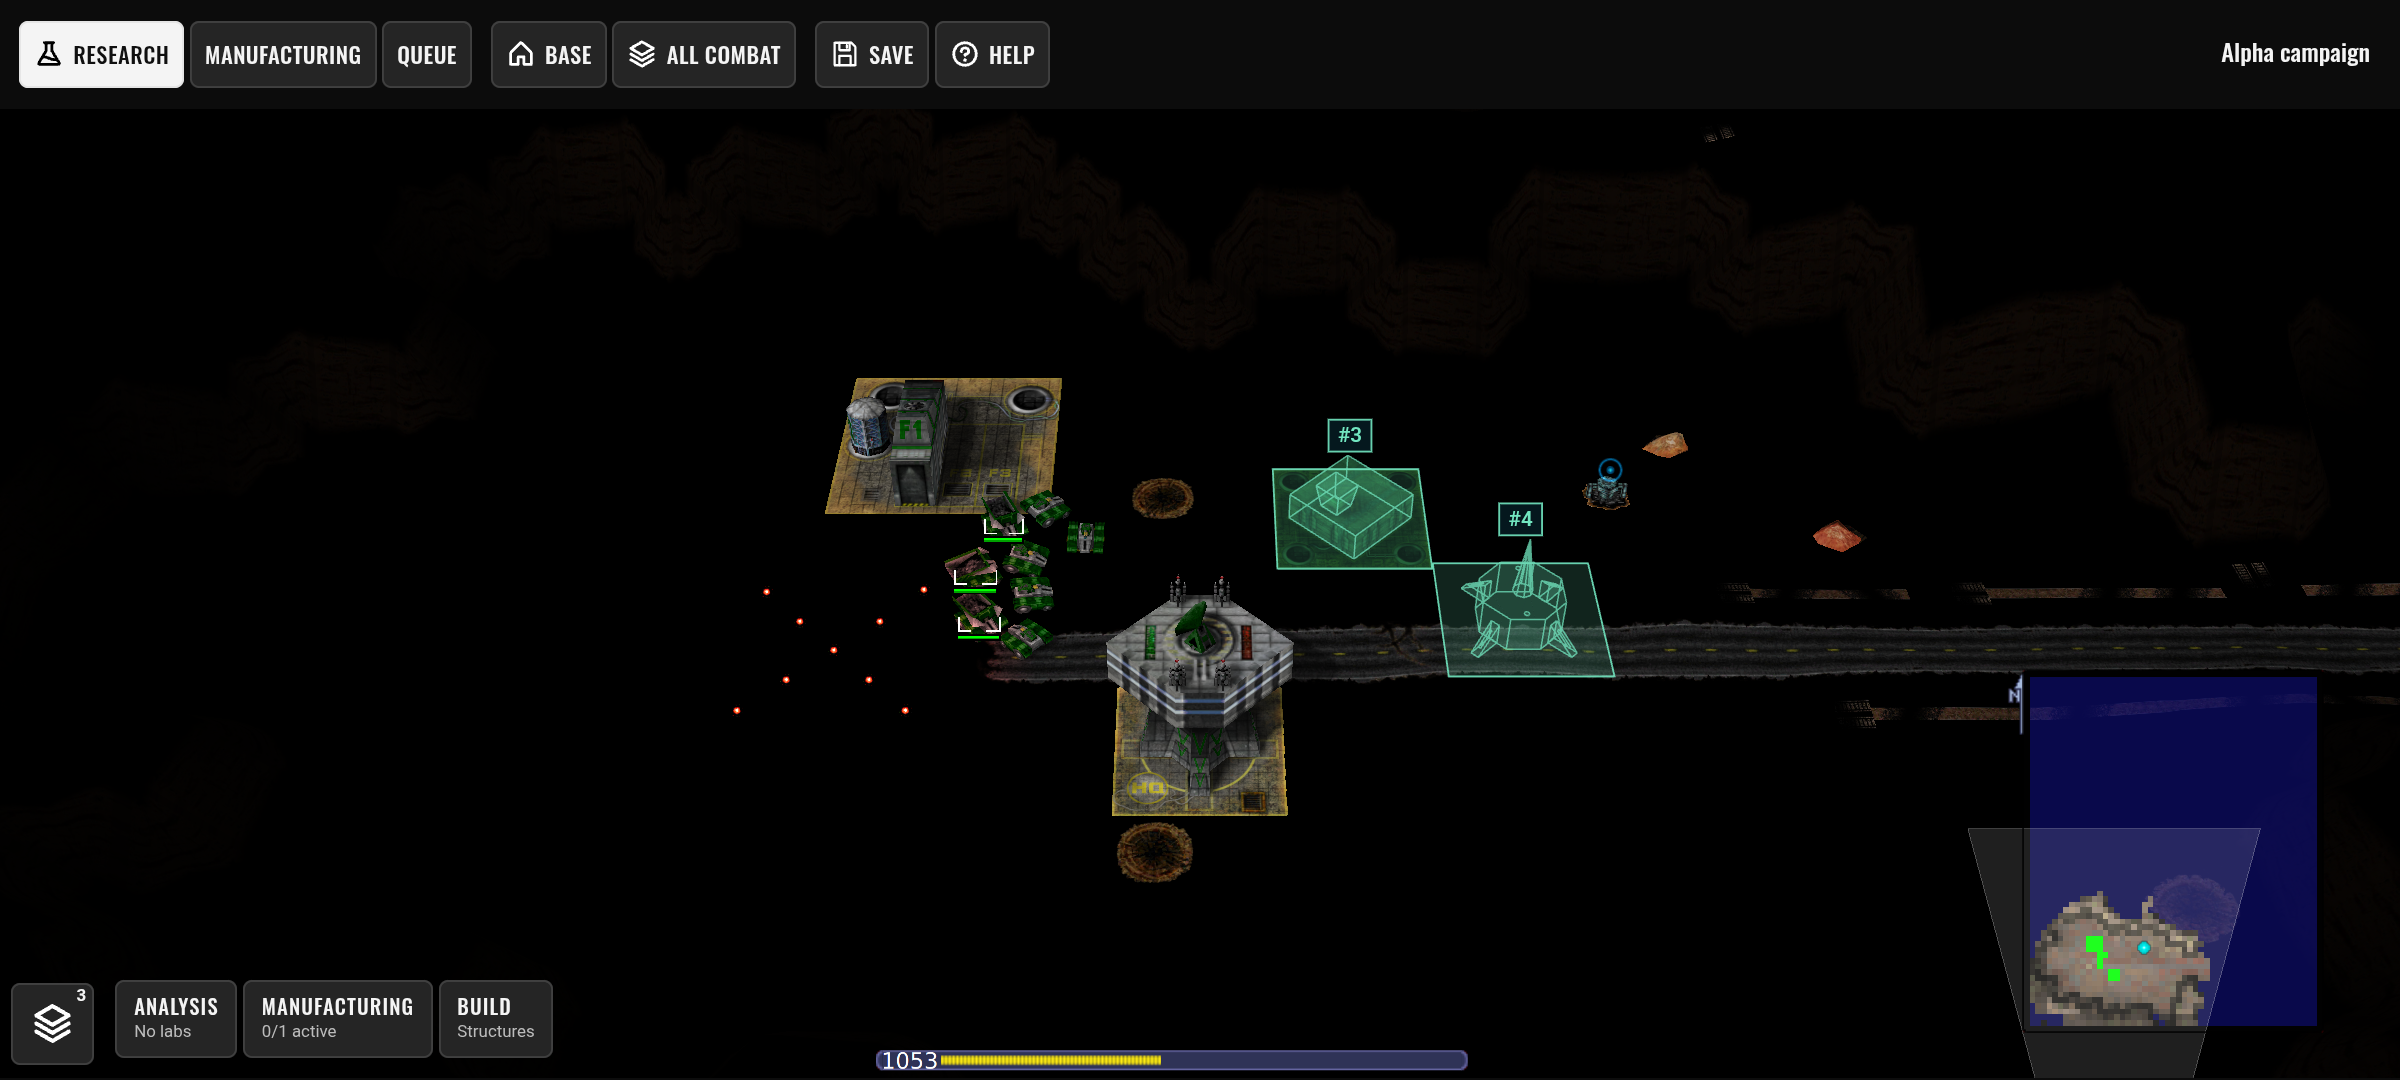 RESEARCH
MANUFACTURING
QUEUE
BASE
ALL COMBAT
SAVE
HELP
Alpha campaign
F1
#3
#4
HQ
N
3
ANALYSIS
No labs
MANUFACTURING
0/1 active
BUILD
Structures
1053